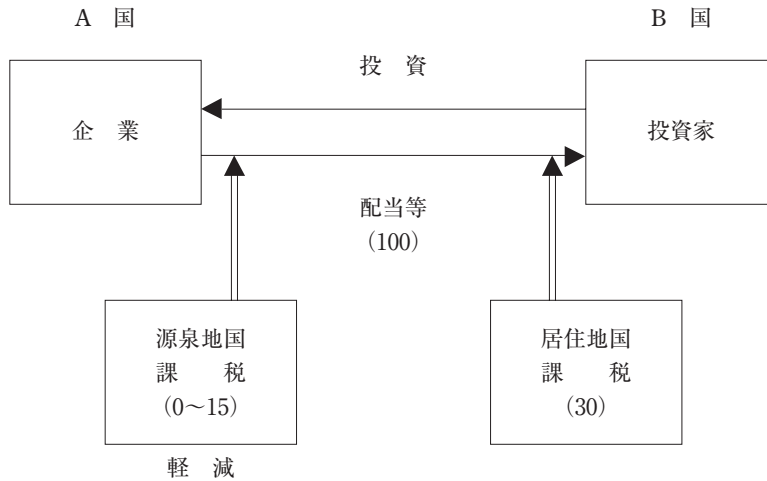 A 国
B 国
投 資
企 業
投資家
配当等
（100）
源泉地国
課 税
（0～15）
居住地国
課 税
（30）
軽 減